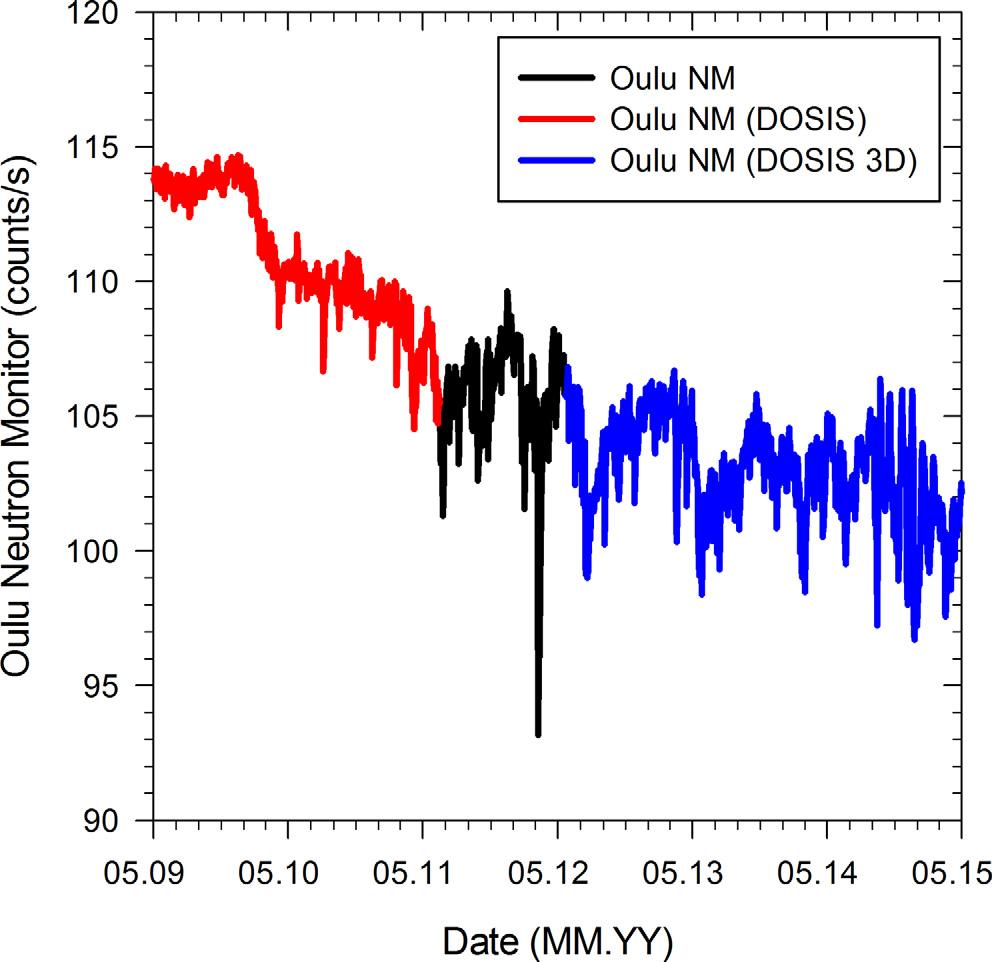 120
115
110
105
100
95
90
Oulu Neutron Monitor (counts/s)
Oulu NM
Oulu NM (DOSIS)
Oulu NM (DOSIS 3D)
05.09 05.10 05.11 05.12 05.13 05.14 05.15
Date (MM.YY)